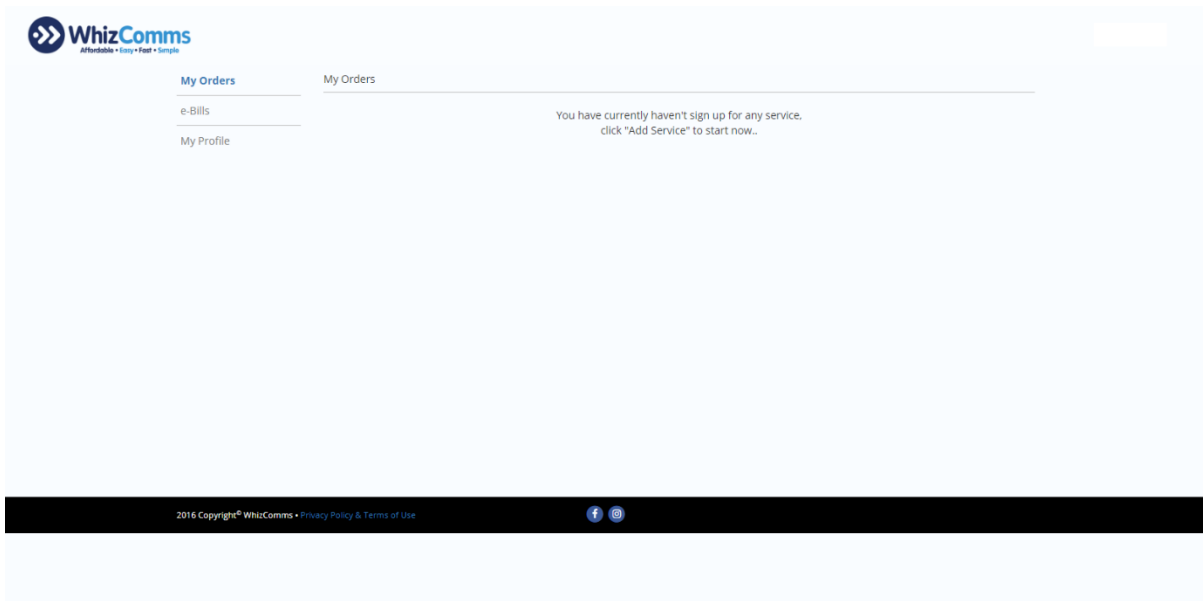 WhizComms
Affordable • Easy • Fast • Simple
My Orders
e-Bills
My Profile
My Orders
You have currently haven't sign up for any service,
click "Add Service" to start now..
2016 Copyright© WhizComms • Privacy Policy & Terms of Use